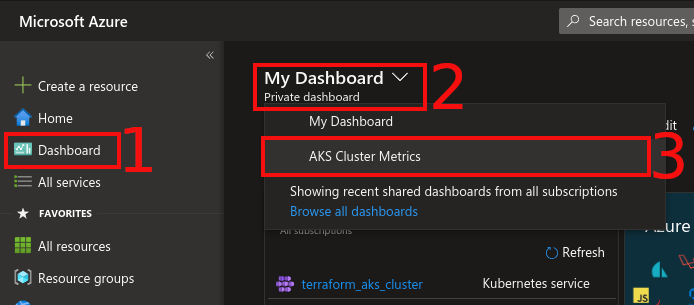 Microsoft Azure
Search resources, s
«
Create a resource
Home
Dashboard
All services
FAVORITES
All resources
Resource groups
1
My Dashboard
Private dashboard
2
My Dashboard
dit
AKS Cluster Metrics
3
Showing recent shared dashboards from all subscriptions
Browse all dashboards
All subscriptions
Refresh
terraform_aks_cluster Kubernetes service
Azure
JS